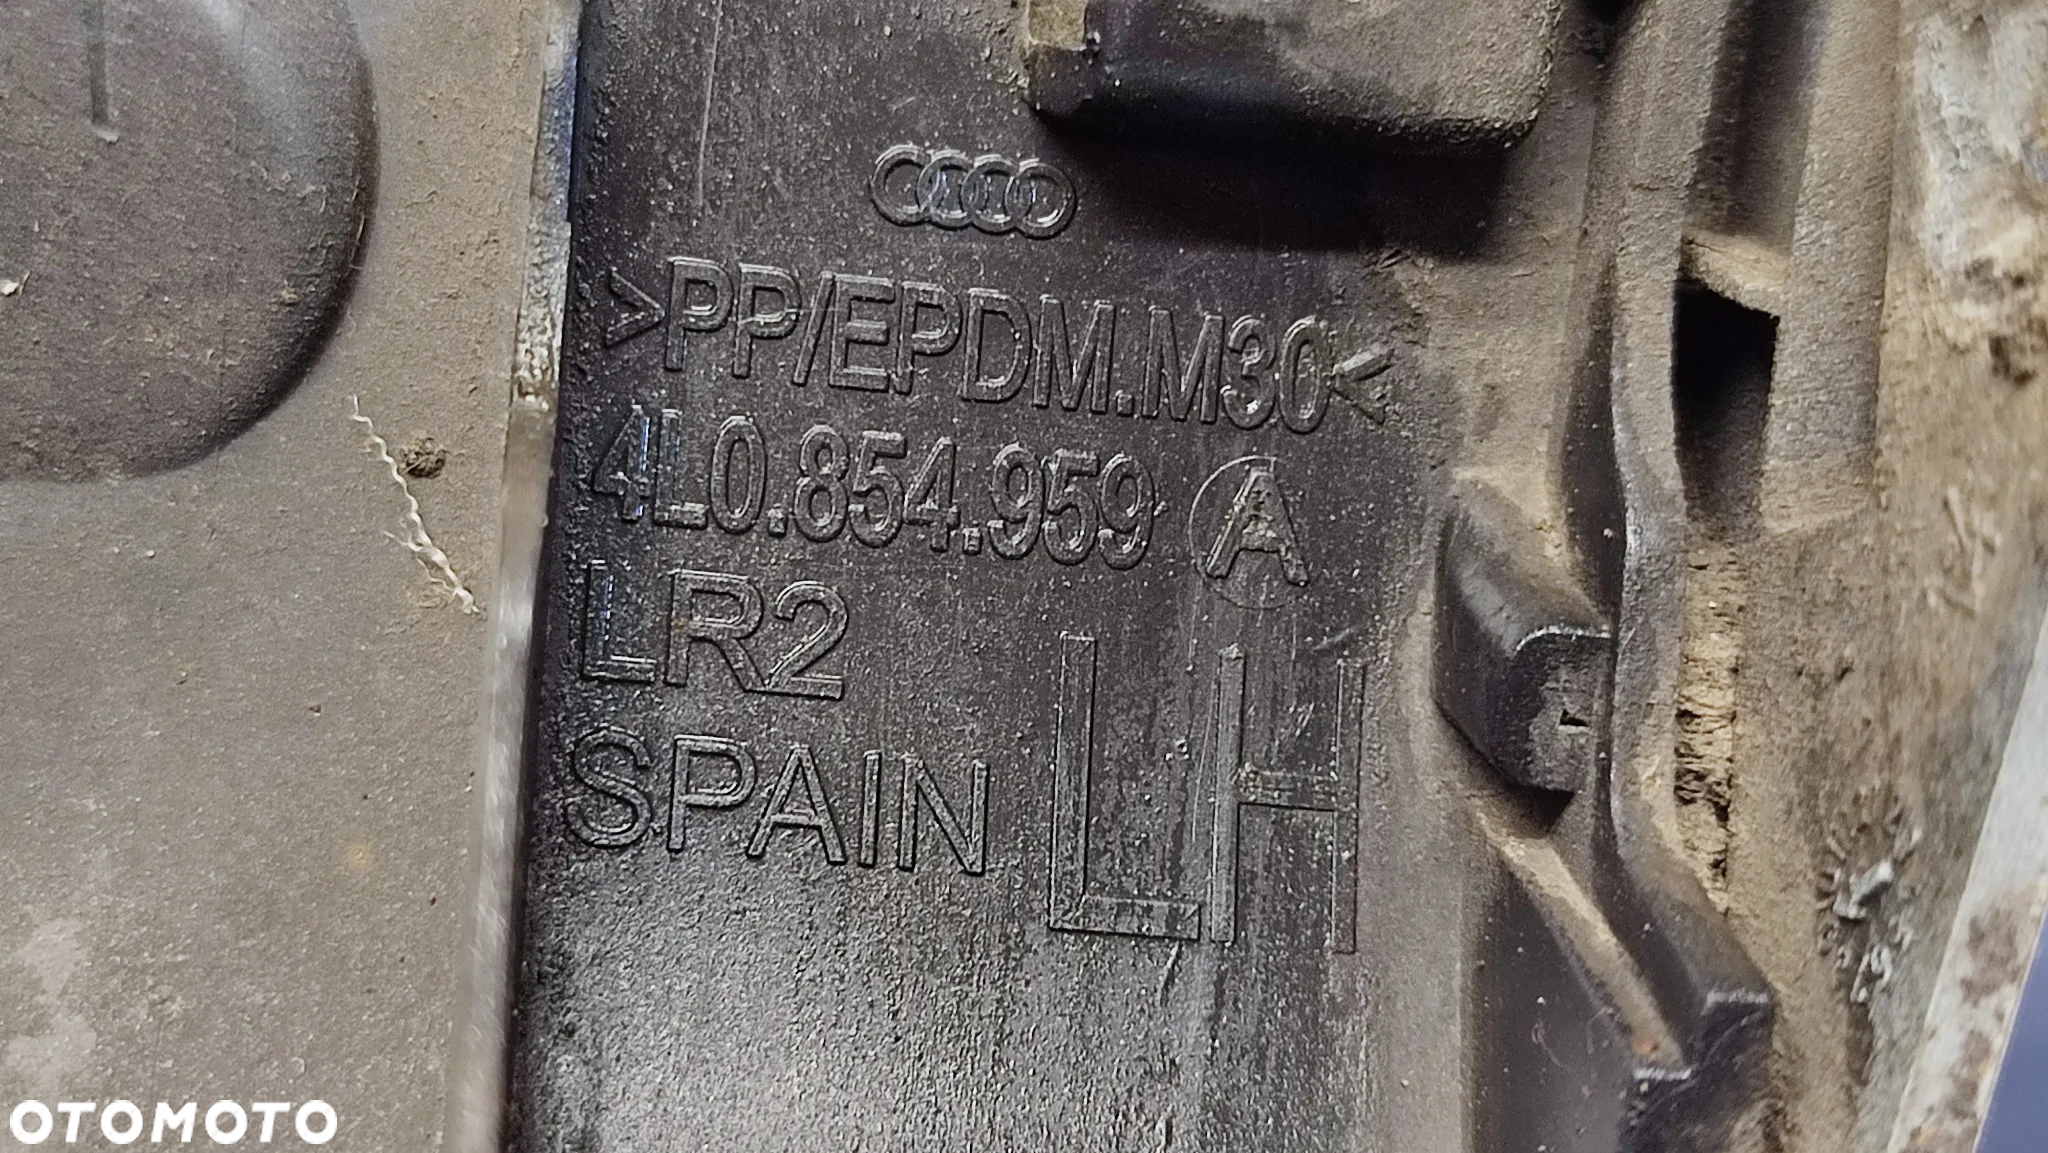 >PP/EPDM.M30<
4L0.854.959 A
LR2
SPAIN
LH
OTOMOTO